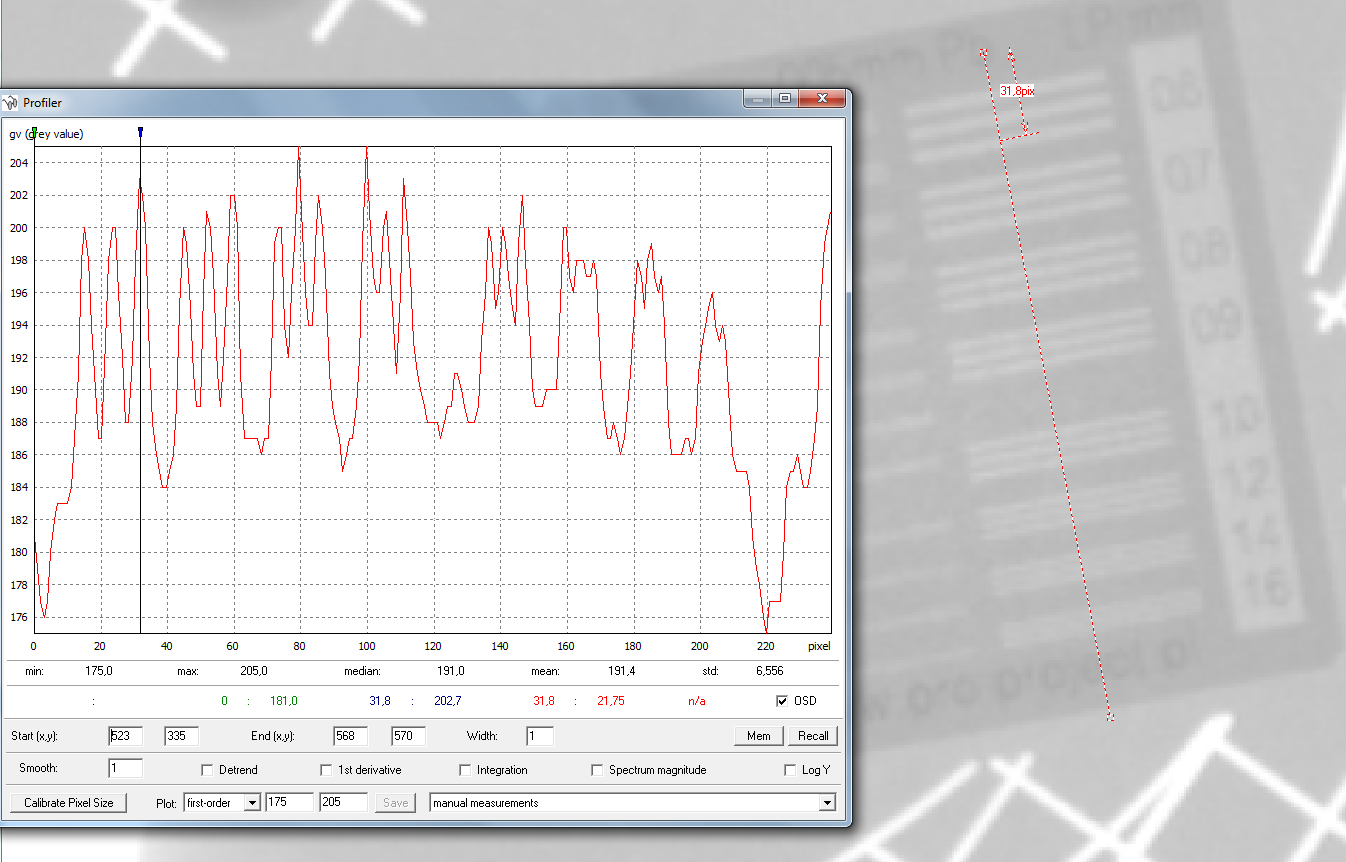 LP mm
Profiler
06
31,8pix
gv (grey value)
204
202
200
198
196
194
192
190
188
186
184
182
180
178
176
07
08
09
10
12
14
16
0 20 40 60 80 100 120 140 160 180 200 220 pixel
min: 175,0 max: 205,0 median: 191,0 mean: 191,4 std: 6,556
: 0 : 181,0 31,8 : 202,7 31,8 : 21,75 n/a OSD
Start (x,y): 523 335 End (x,y): 568 570 Width: 1 Mem Recall
Smooth: 1 Detrend 1st derivative Integration Spectrum magnitude Log Y
Calibrate Pixel Size Plot: first-order 175 205 Save manual measurements